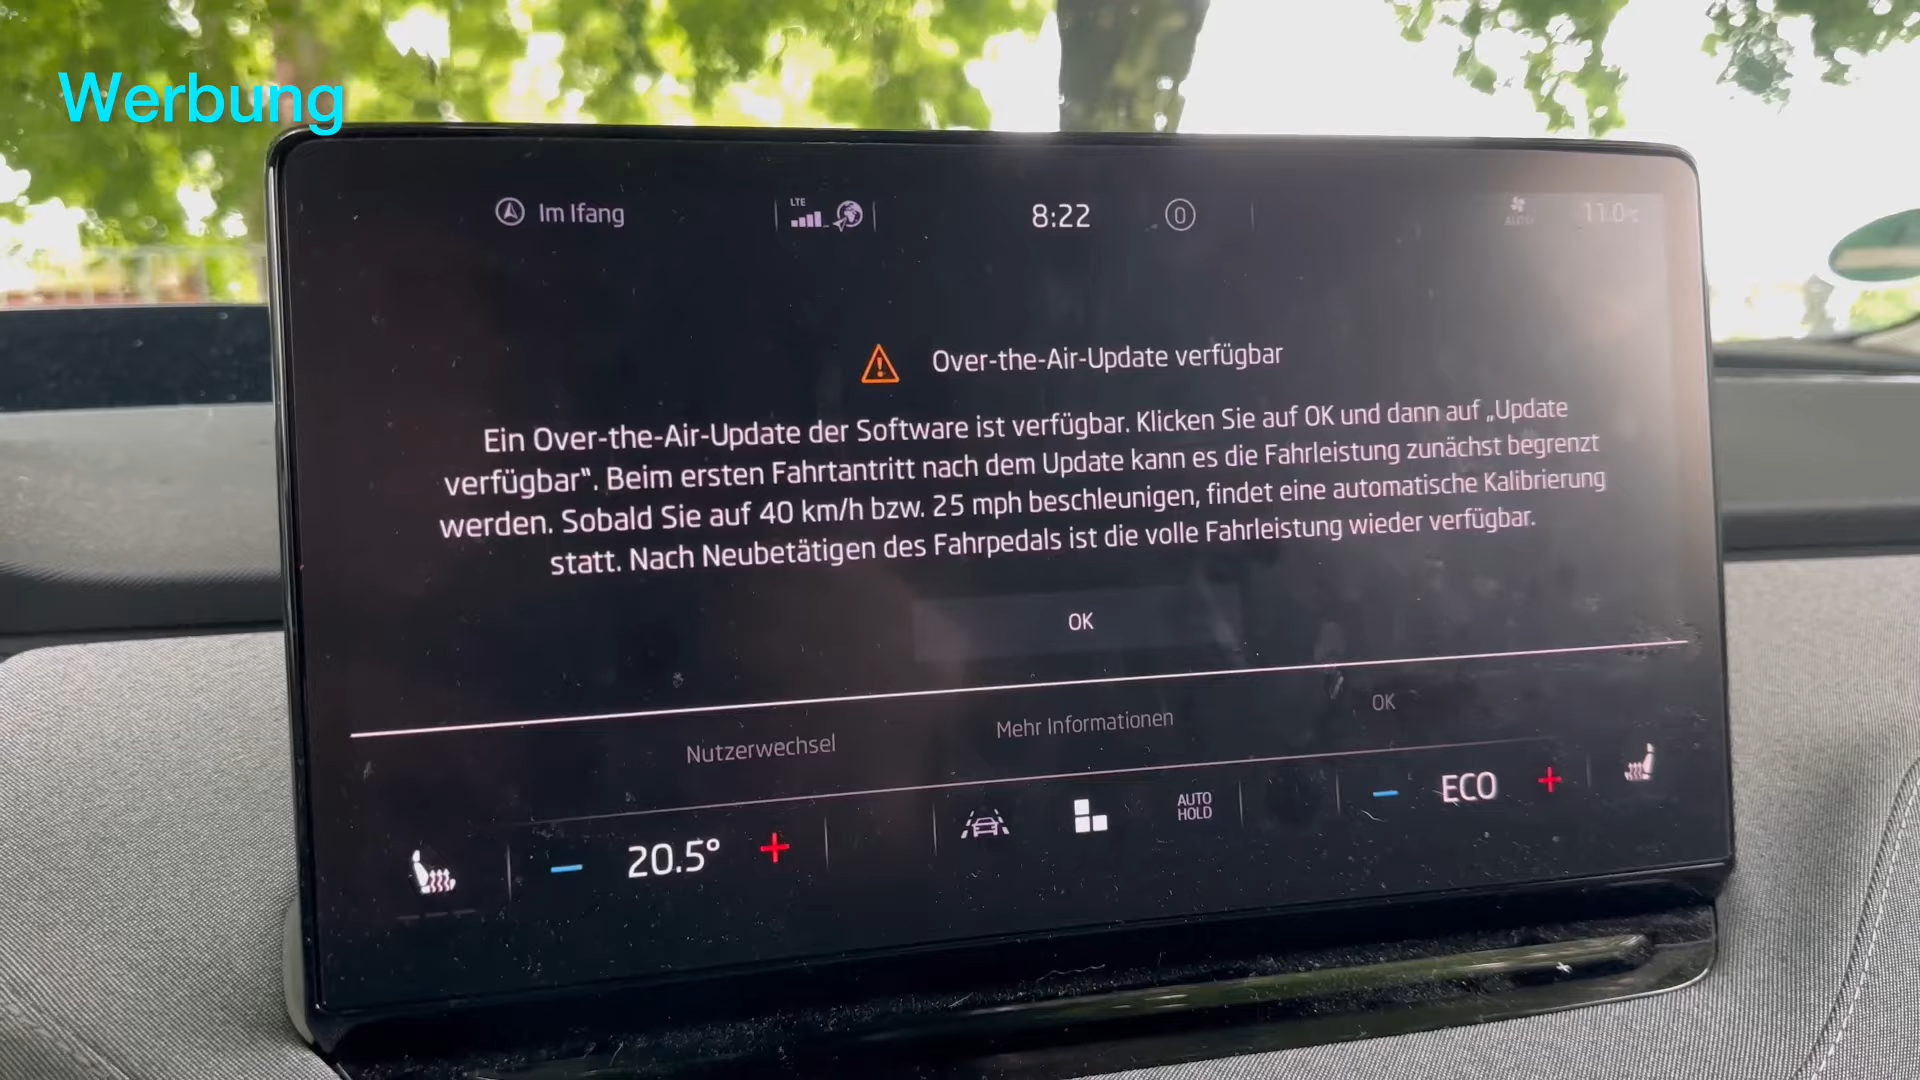 Werbung
Im Ifang
LTE
8:22
0
AUTO
11.0°C
Over-the-Air-Update verfügbar
Ein Over-the-Air-Update der Software ist verfügbar. Klicken Sie auf OK und dann auf „Update
verfügbar“. Beim ersten Fahrtantritt nach dem Update kann es die Fahrleistung zunächst begrenzt
werden. Sobald Sie auf 40 km/h bzw. 25 mph beschleunigen, findet eine automatische Kalibrierung
statt. Nach Neubetätigen des Fahrpedals ist die volle Fahrleistung wieder verfügbar.
OK
Nutzerwechsel
Mehr Informationen
OK
20.5°
AUTO
HOLD
ECO